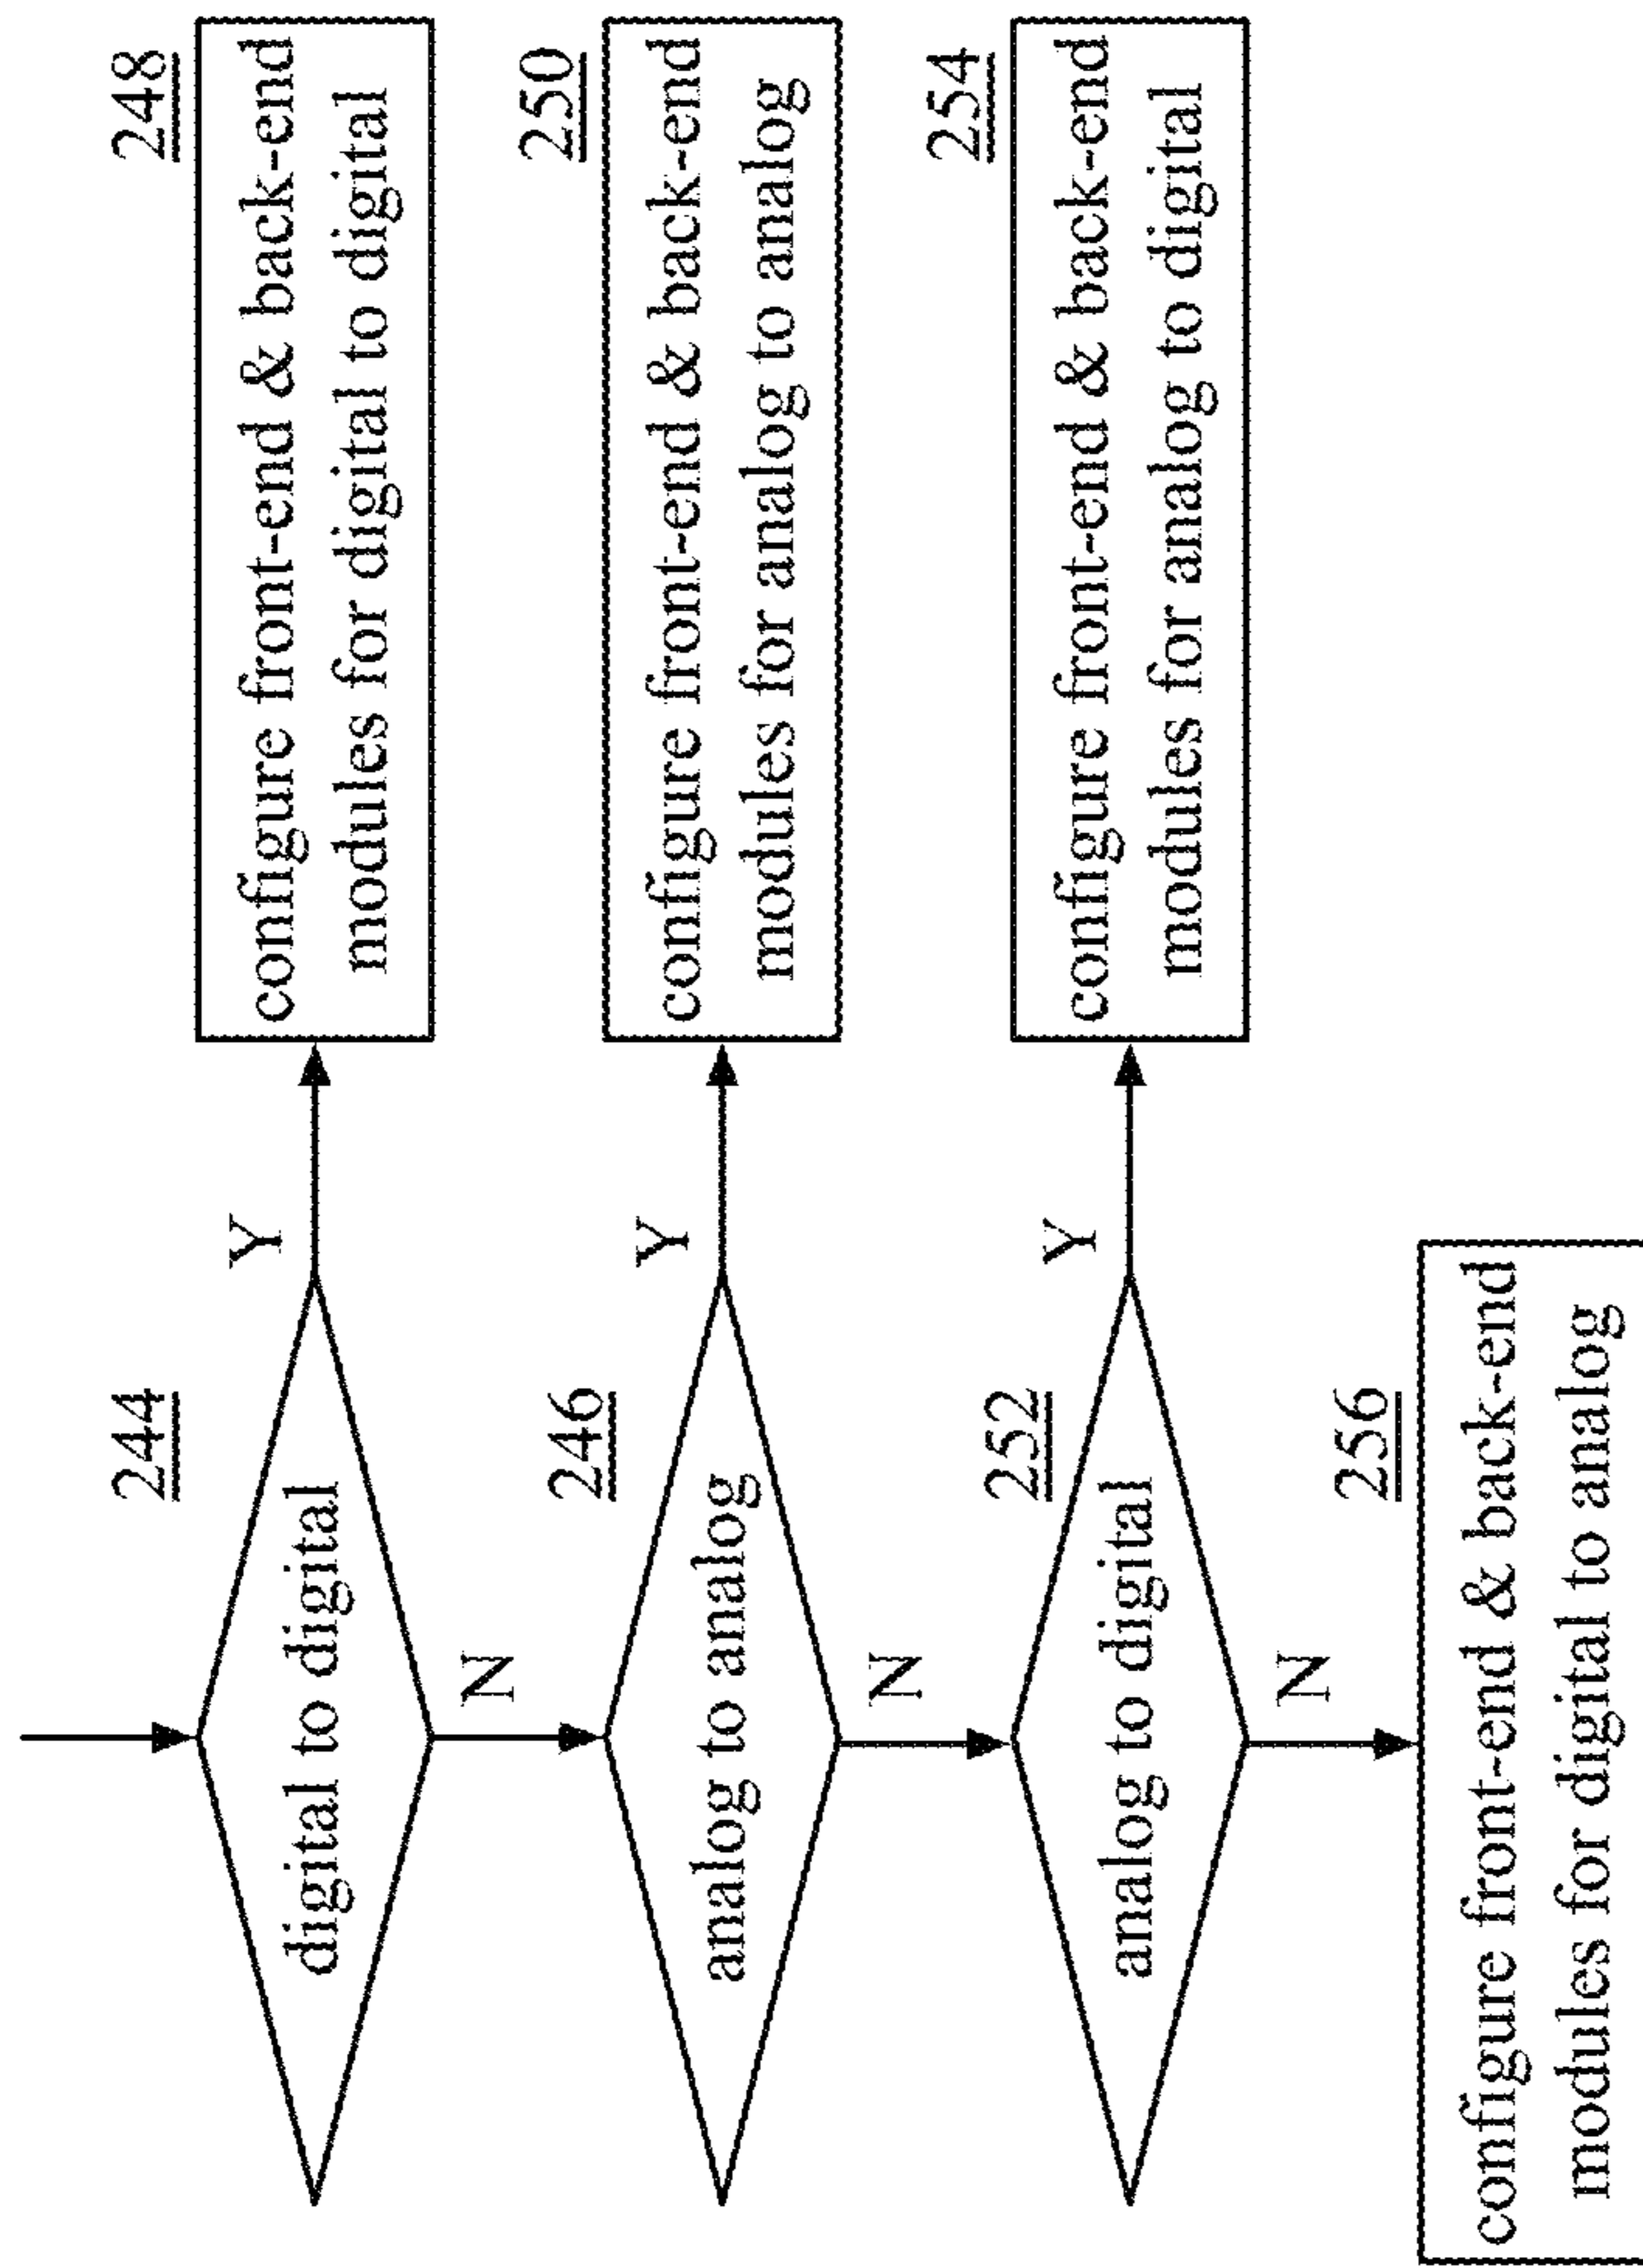 244
248
digital to digital
Y
configure front-end & back-end
modules for digital to digital
N
246
250
analog to analog
Y
configure front-end & back-end
modules for analog to analog
N
252
254
analog to digital
Y
configure front-end & back-end
modules for analog to digital
N
256
configure front-end & back-end
modules for digital to analog